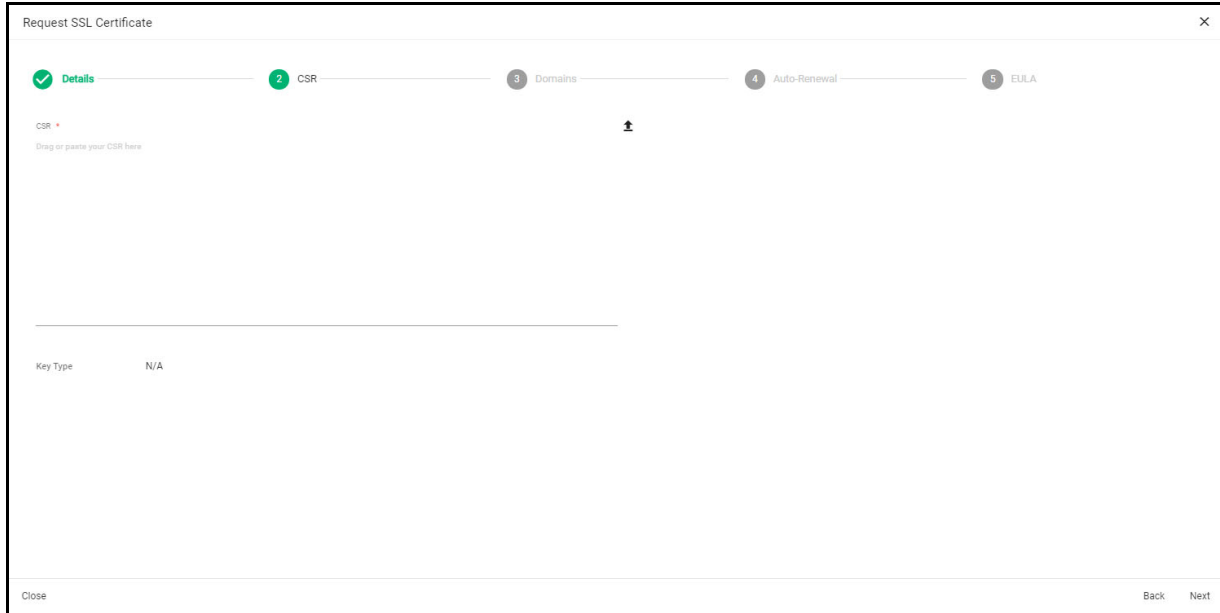 Request SSL Certificate
Details 2 CSR 3 Domains 4 Auto-Renewal 5 EULA
CSR *
Drag or paste your CSR here
Key Type N/A
Close Back Next